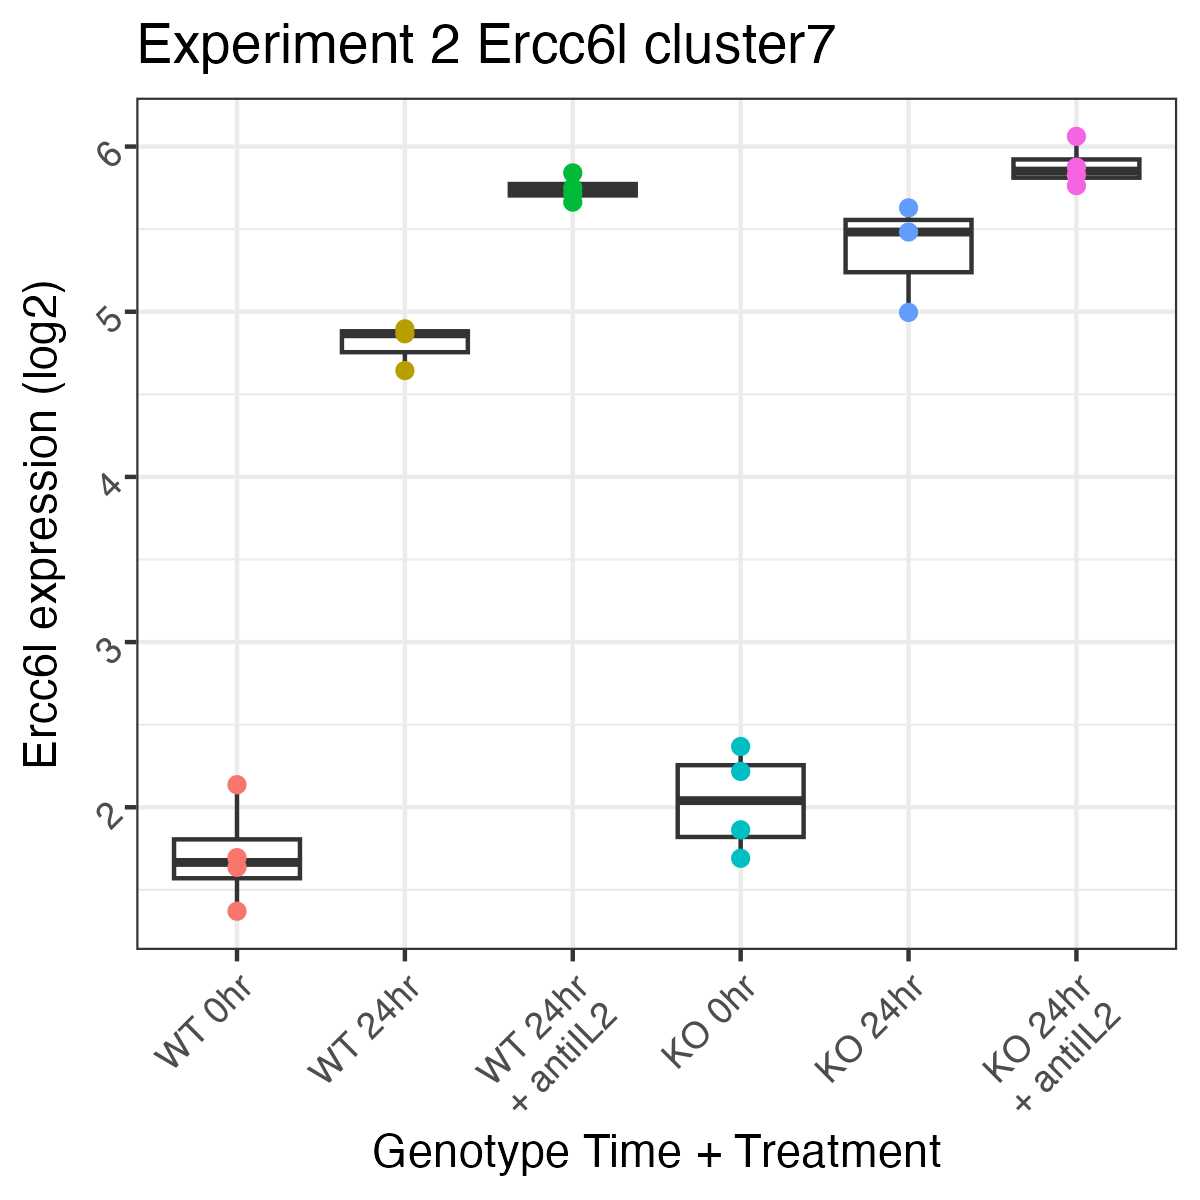 Experiment 2 Ercc6l cluster7
Ercc6l expression (log2)
6
5
4
3
2
WT 0hr
WT 24hr
WT 24hr
+ antiIL2
KO 0hr
KO 24hr
KO 24hr
+ antiIL2
Genotype Time + Treatment